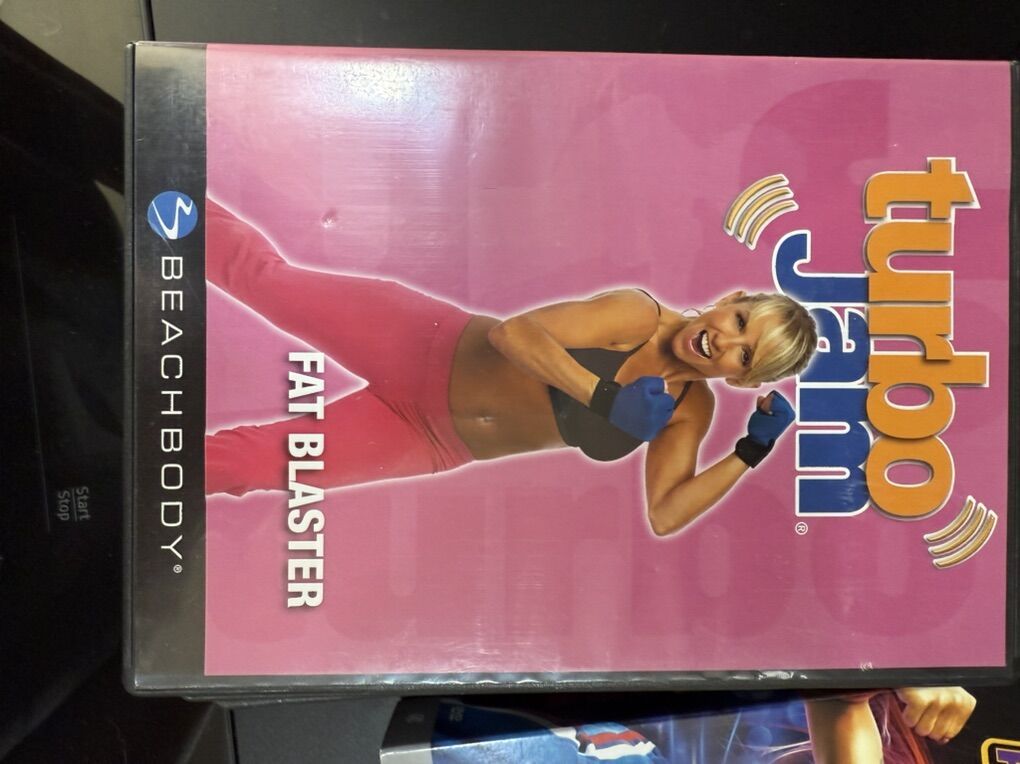 turbo
Jam®
FAT BLASTER
BEACHBODY®
Start
Stop